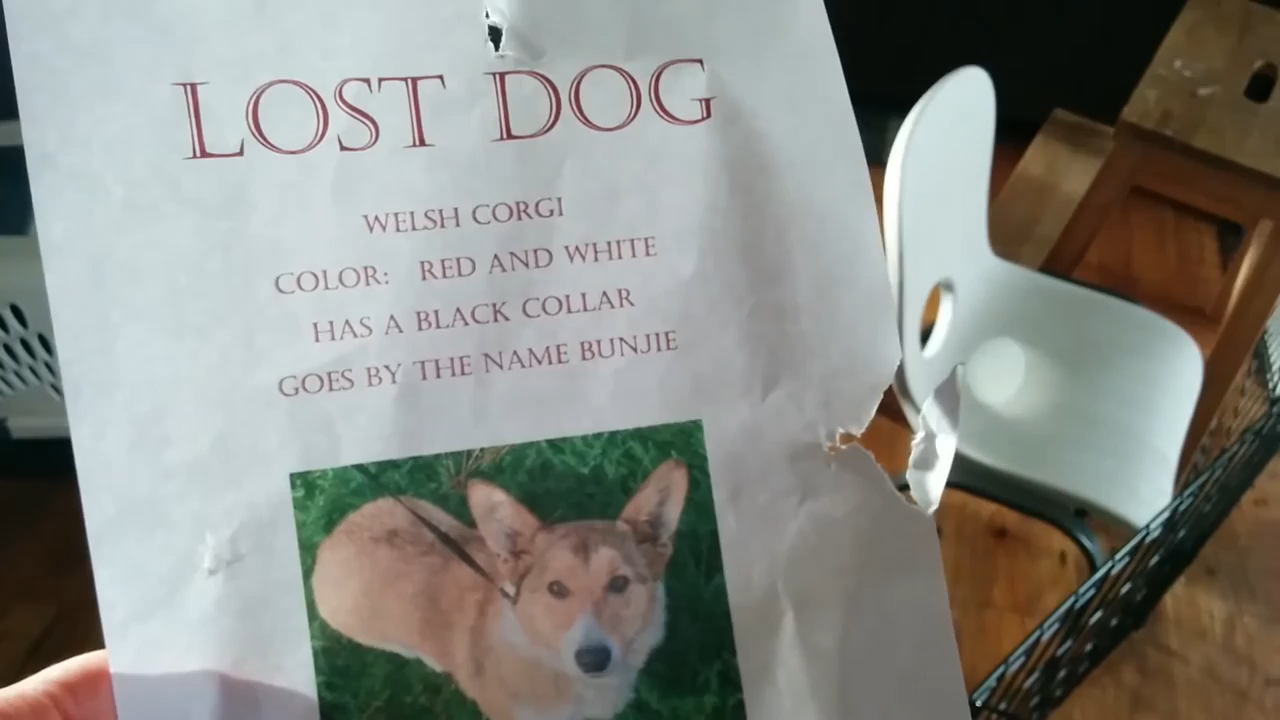 LOST DOG
WELSH CORGI
COLOR: RED AND WHITE
HAS A BLACK COLLAR
GOES BY THE NAME BUNJIE